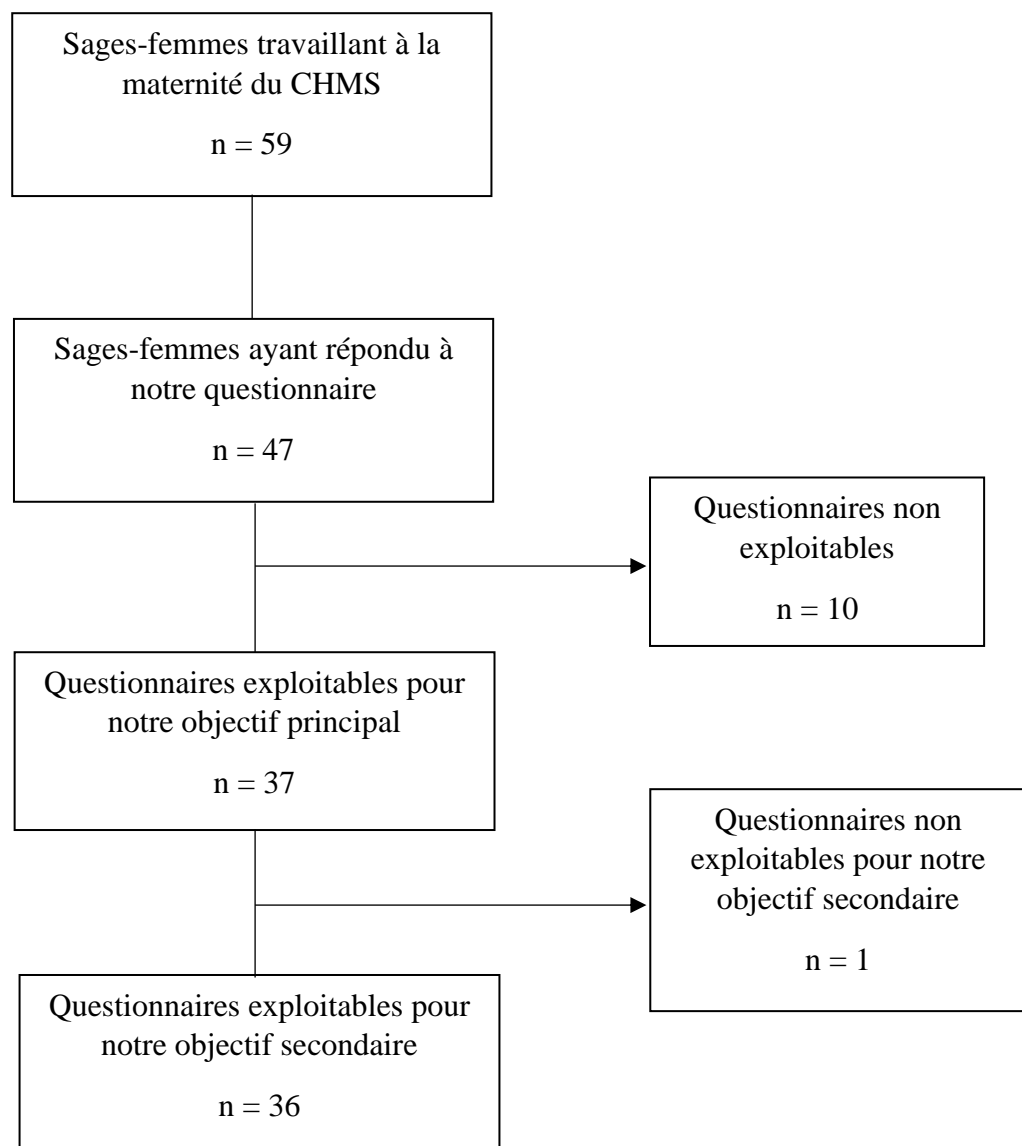 Sages-femmes travaillant à la
maternité du CHMS
n = 59
Sages-femmes ayant répondu à
notre questionnaire
n = 47
Questionnaires non
exploitables
n = 10
Questionnaires exploitables pour
notre objectif principal
n = 37
Questionnaires non
exploitables pour notre
objectif secondaire
n = 1
Questionnaires exploitables pour
notre objectif secondaire
n = 36